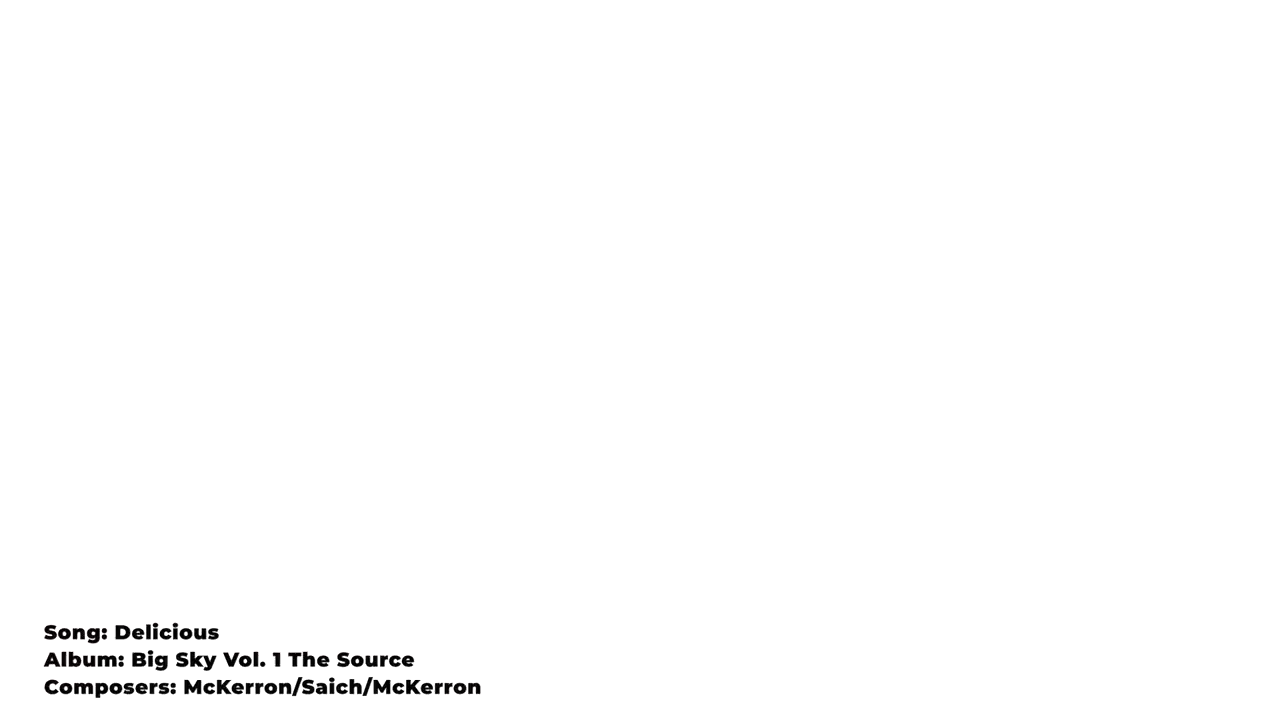 Song: Delicious
Album: Big Sky Vol. 1 The Source
Composers: McKerron/Saich/McKerron